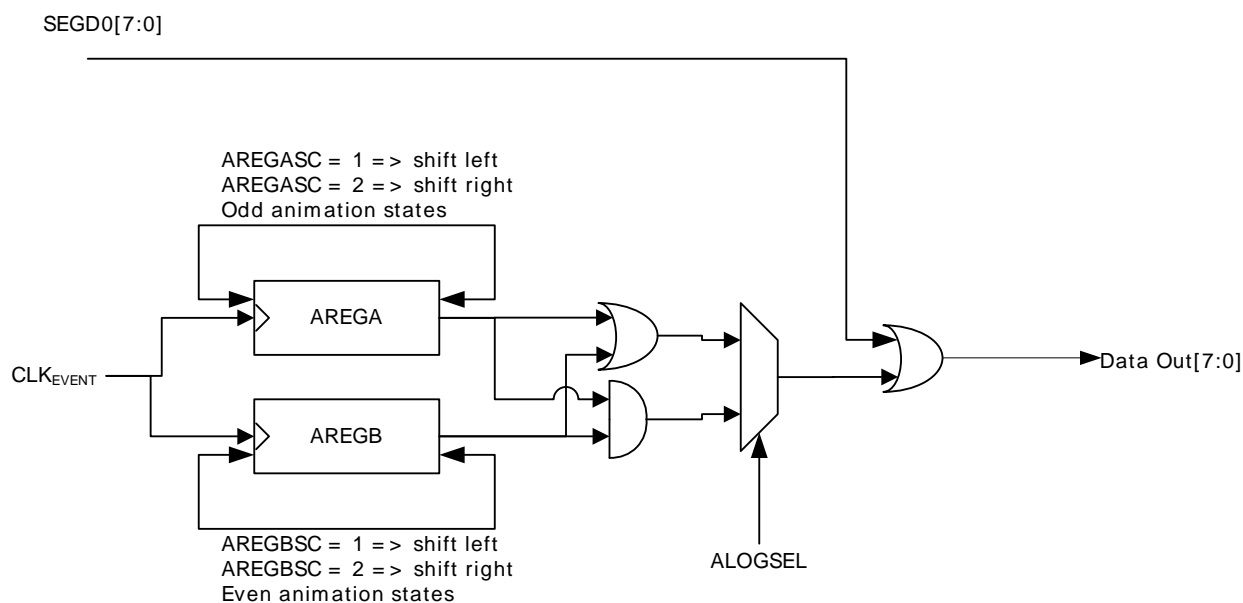 SEGD0[7:0]
AREGASC = 1 => shift left
AREGASC = 2 => shift right
Odd animation states
AREGA
CLKEVENT
Data Out[7:0]
AREGB
AREGBSC = 1 => shift left
AREGBSC = 2 => shift right
Even animation states
ALOGSEL